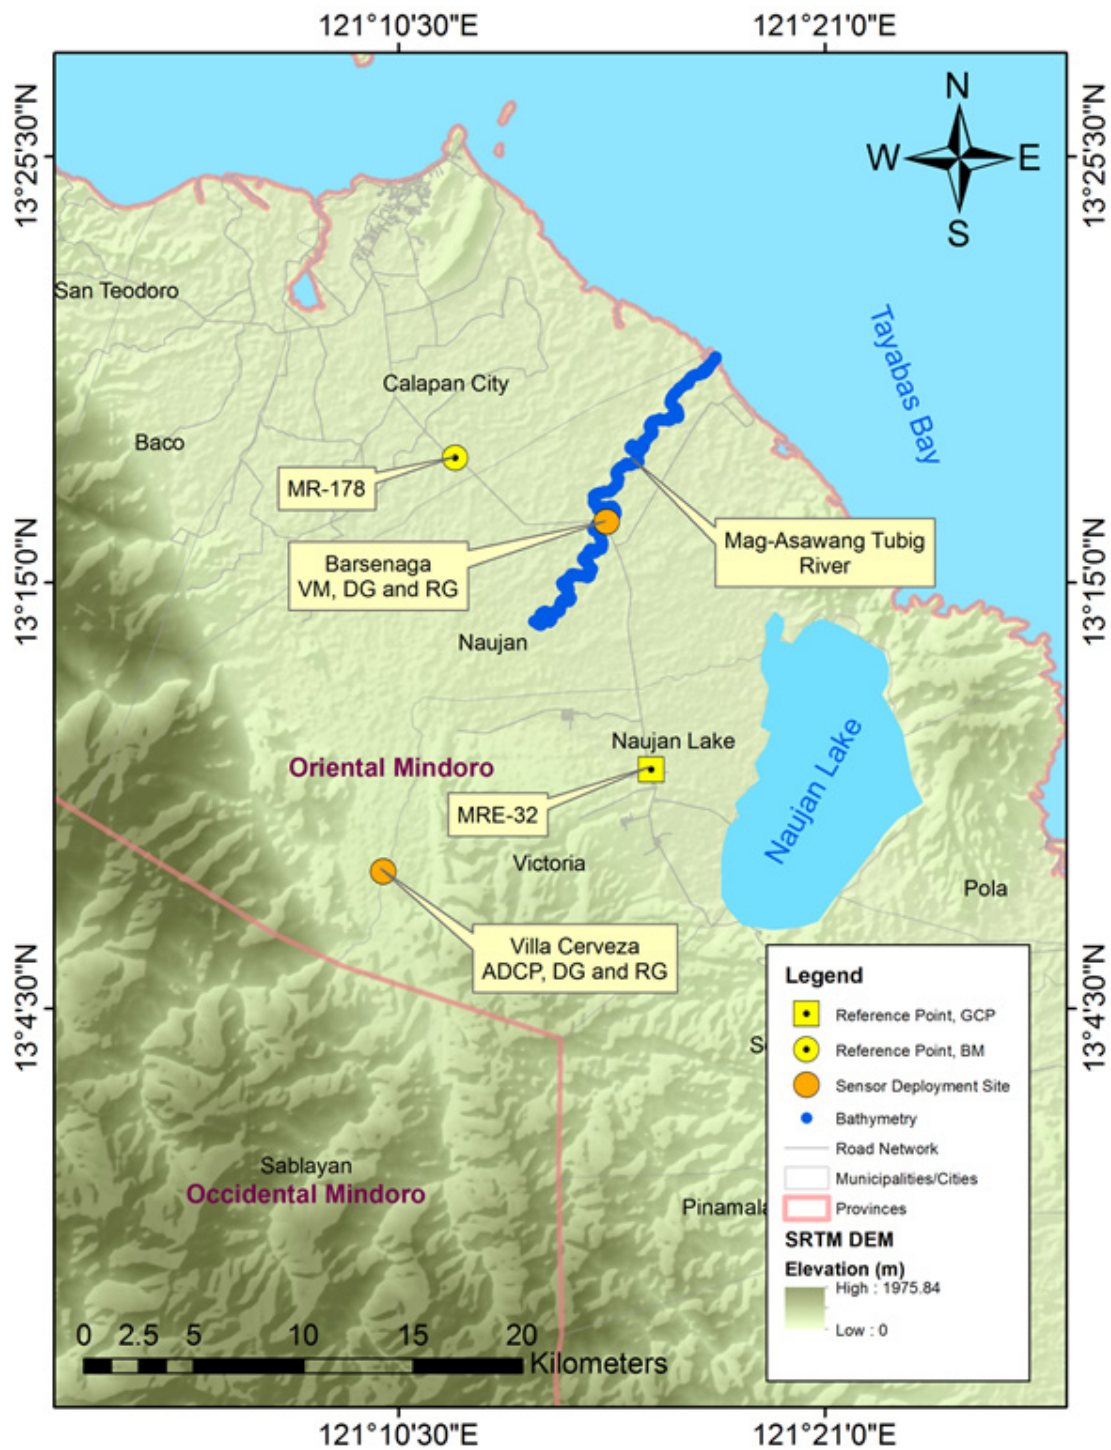 121°10'30"E
121°21'0"E
13°25'30"N
13°25'30"N
N
W
E
S
San Teodoro
Tayabas Bay
Calapan City
Baco
MR-178
Mag-Asawang Tubig
River
Barsenaga
VM, DG and RG
13°15'0"N
13°15'0"N
Naujan
Naujan Lake
Oriental Mindoro
Naujan Lake
MRE-32
Victoria
Pola
Villa Cerveza
ADCP, DG and RG
13°4'30"N
13°4'30"N
Legend
Reference Point, GCP
Reference Point, BM
Sensor Deployment Site
Bathymetry
Road Network
Municipalities/Cities
Provinces
SRTM DEM
Elevation (m)
High : 1975.84
Low : 0
Sablayan
Occidental Mindoro
Pinamala
0 2.5 5 10 15 20
Kilometers
121°10'30"E
121°21'0"E